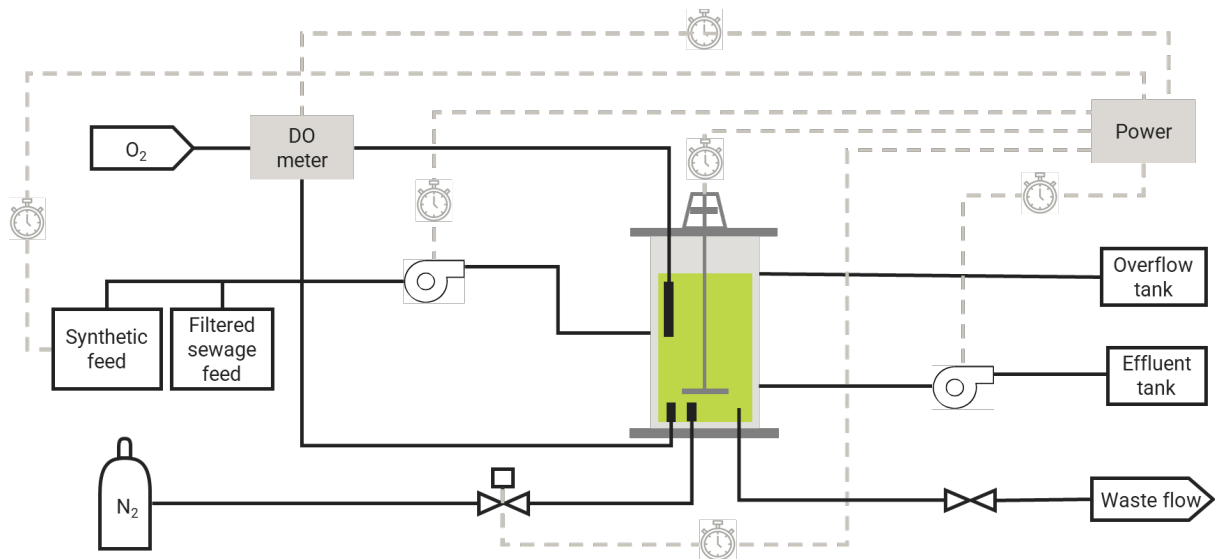 O₂
DO
meter
Power
Synthetic
feed
Filtered
sewage
feed
Overflow
tank
Effluent
tank
N₂
Waste flow